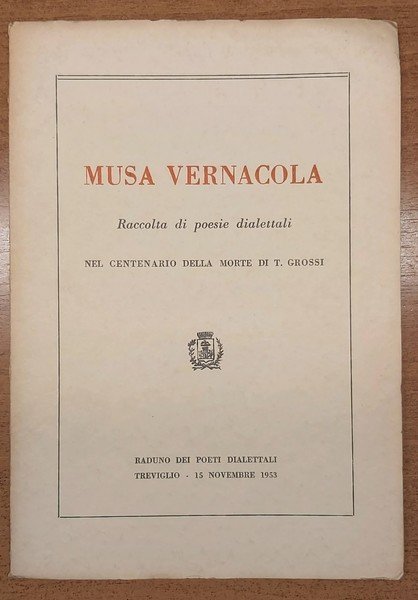 MUSA VERNACOLA
Raccolta di poesie dialettali
NEL CENTENARIO DELLA MORTE DI T. GROSSI
RADUNO DEI POETI DIALETTALI
TREVIGLIO - 15 NOVEMBRE 1953